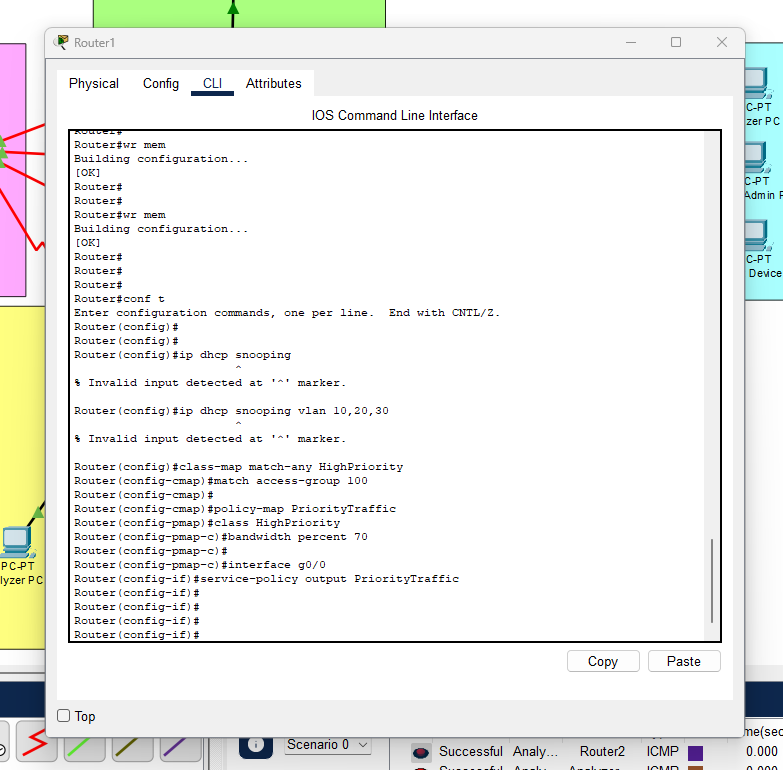 Router1
Physical Config CLI Attributes
IOS Command Line Interface
Router#
Router#wr mem
Building configuration...
[OK]
Router#
Router#
Router#wr mem
Building configuration...
[OK]
Router#
Router#
Router#
Router#conf t
Enter configuration commands, one per line.  End with CNTL/Z.
Router(config)#
Router(config)#
Router(config)#ip dhcp snooping
^
% Invalid input detected at '^' marker.
Router(config)#ip dhcp snooping vlan 10,20,30
^
% Invalid input detected at '^' marker.
Router(config)#class-map match-any HighPriority
Router(config-cmap)#match access-group 100
Router(config-cmap)#
Router(config-cmap)#policy-map PriorityTraffic
Router(config-pmap)#class HighPriority
Router(config-pmap-c)#bandwidth percent 70
Router(config-pmap-c)#
Router(config-pmap-c)#interface g0/0
Router(config-if)#service-policy output PriorityTraffic
Router(config-if)#
Router(config-if)#
Router(config-if)#
Router(config-if)#
Copy Paste
Top
C-PT
zer PC
C-PT
Admin P
C-PT
Device
PC-PT
lyzer PC
Scenario 0
me(sec
Successful Analy... Router2 ICMP 0.000